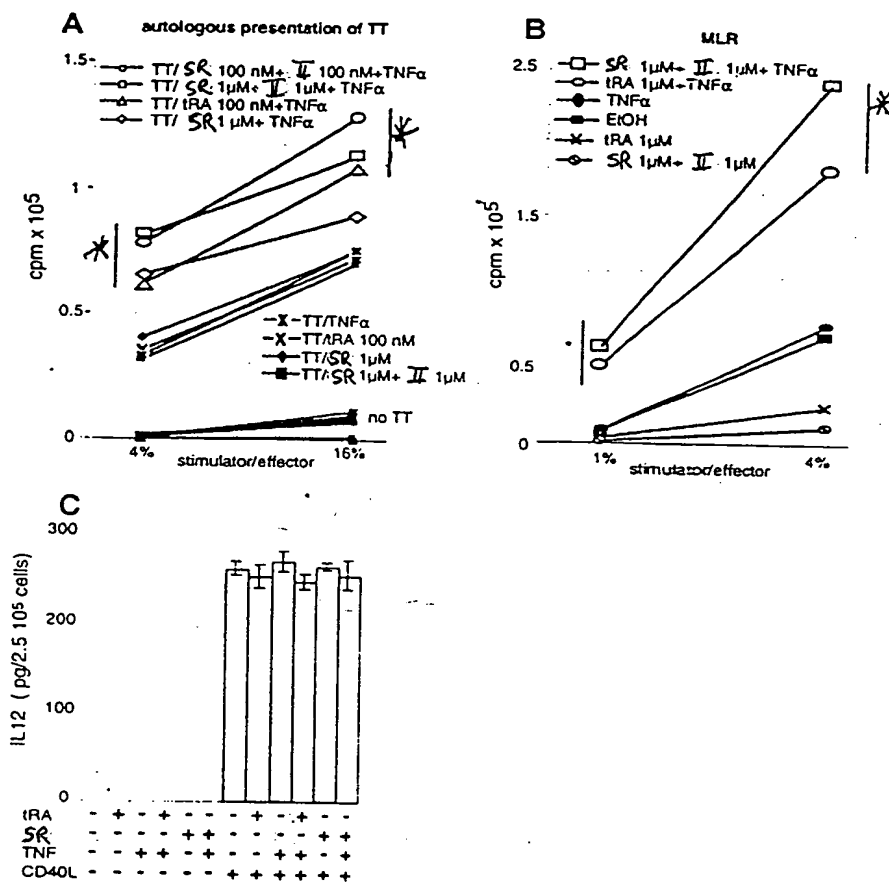 A
autologous presentation of TT
1.5-
TT/SR 100 nM+ II 100 nM+TNFα
TT/ SR 1μM+ II 1μM+ TNFα
TT/tRA 100 nM+TNFα
TT/ SR 1 μM+ TNFα
1 -
cpm x 10⁵
0.5-
TT/TNFα
TT/tRA 100 nM
TT/SR 1μM
TT/SR 1μM+ II 1μM
no TT
0
4%
16%
stimulator/effector
B
MLR
2.5
SR 1μM+ II 1μM+ TNFα
tRA 1μM+TNFα
TNFα
EtOH
tRA 1μM
SR 1μM+ II 1μM
1.5
cpm x 10⁵
0.5
0
1%
4%
stimulator/effector
C
300
200
100
0
IL12 ( pg/2.5 10⁵ cells)
tRA - + - + - - - + - + - -
SR - - - - + + - - - - + +
TNF - - + + - + - - + + - +
CD40L - - - - - - + + + + + +